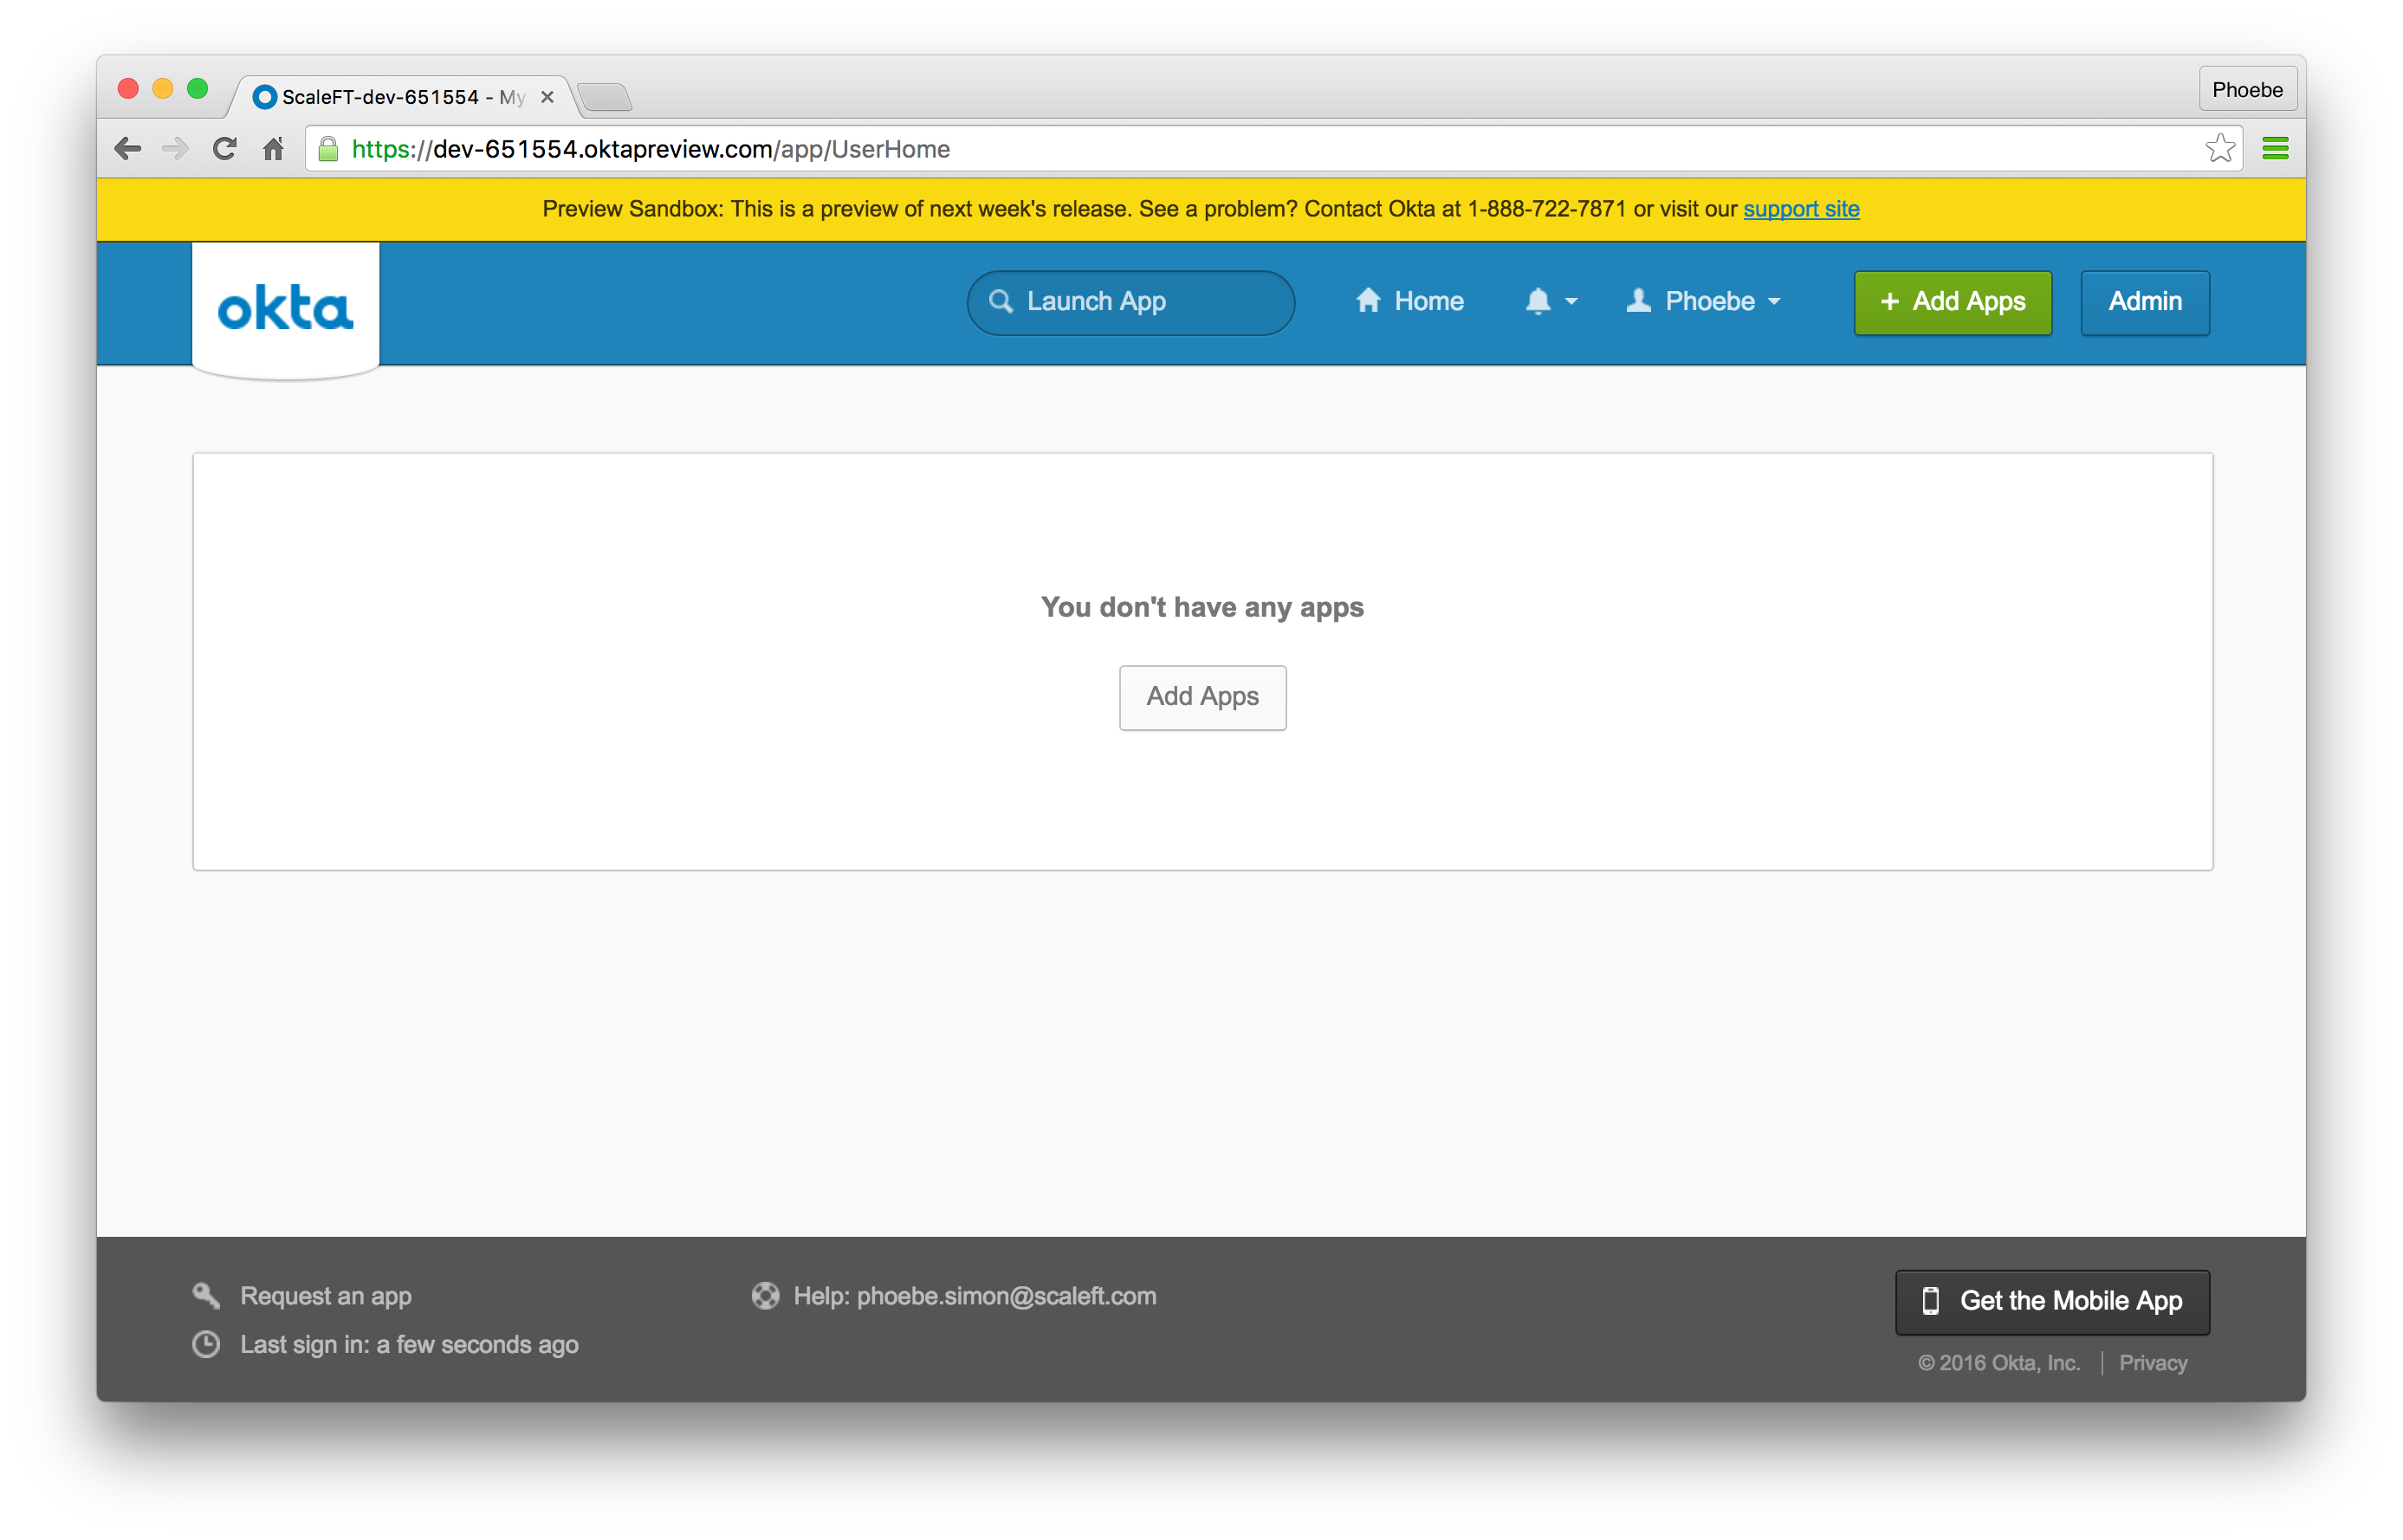 ScaleFT-dev-651554 - My
Phoebe
https://dev-651554.oktapreview.com/app/UserHome
Preview Sandbox: This is a preview of next week's release. See a problem? Contact Okta at 1-888-722-7871 or visit our support site
okta
Launch App
Home
Phoebe
+ Add Apps
Admin
You don't have any apps
Add Apps
Request an app
Help: phoebe.simon@scaleft.com
Get the Mobile App
Last sign in: a few seconds ago
© 2016 Okta, Inc. | Privacy